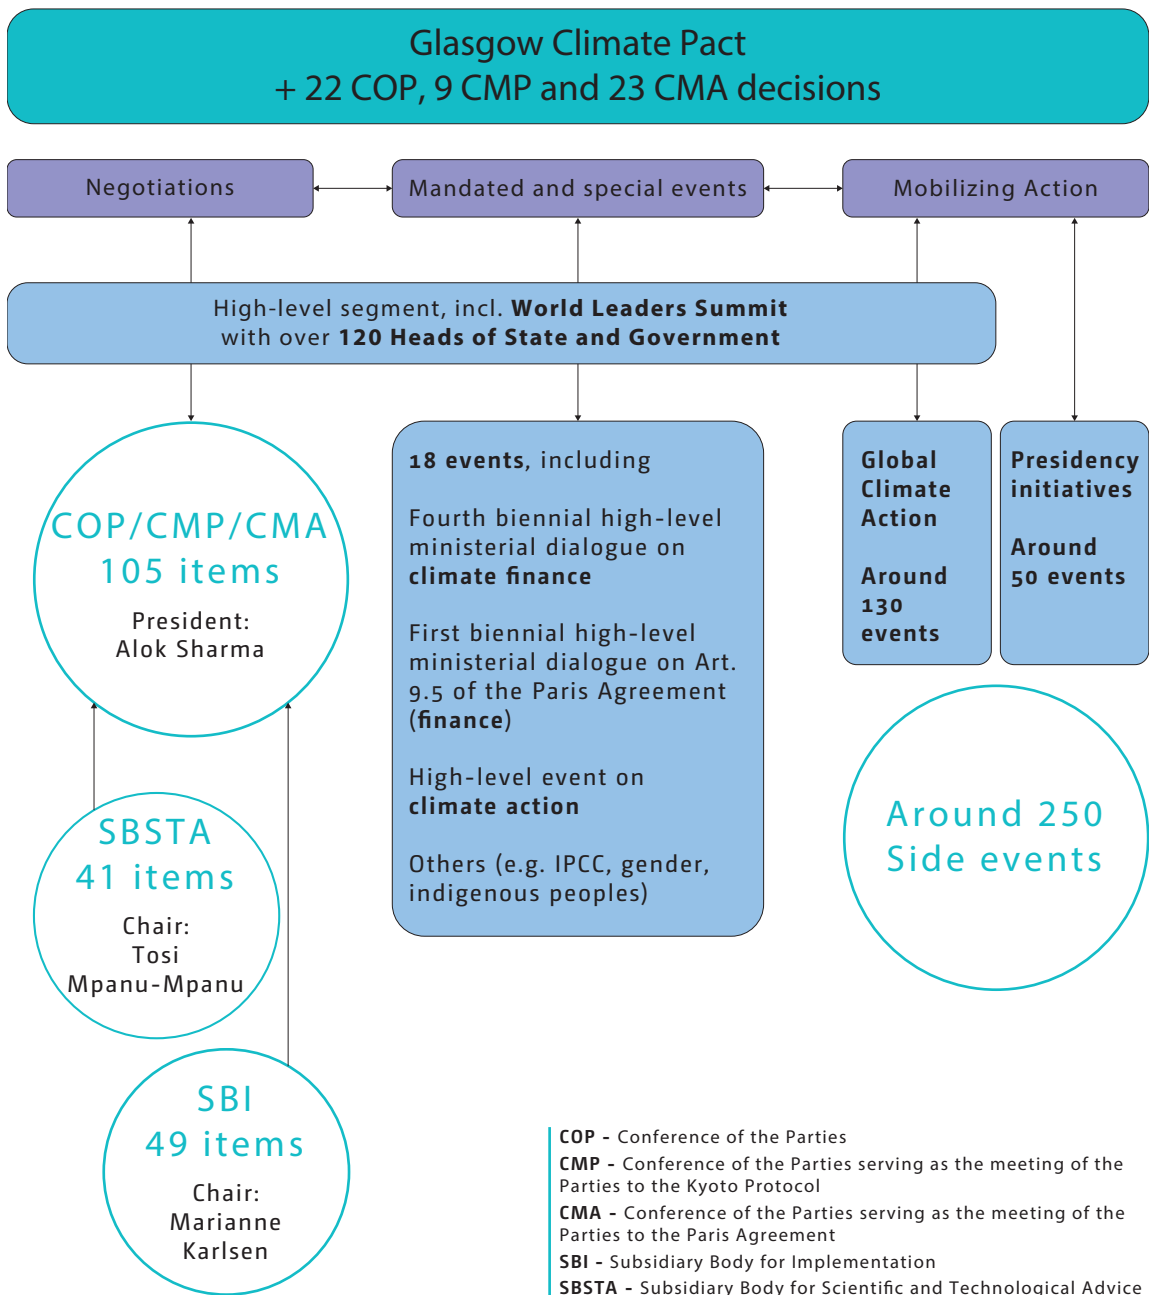 Glasgow Climate Pact
+ 22 COP, 9 CMP and 23 CMA decisions
Negotiations
Mandated and special events
Mobilizing Action
High-level segment, incl. World Leaders Summit
with over 120 Heads of State and Government
COP/CMP/CMA
105 items
President:
Alok Sharma
SBSTA
41 items
Chair:
Tosi
Mpanu-Mpanu
SBI
49 items
Chair:
Marianne
Karlsen
18 events, including
Fourth biennial high-level
ministerial dialogue on
climate finance
First biennial high-level
ministerial dialogue on Art.
9.5 of the Paris Agreement
(finance)
High-level event on
climate action
Others (e.g. IPCC, gender,
indigenous peoples)
Global
Climate
Action
Around
130
events
Presidency
initiatives
Around
50 events
Around 250
Side events
COP - Conference of the Parties
CMP - Conference of the Parties serving as the meeting of the
Parties to the Kyoto Protocol
CMA - Conference of the Parties serving as the meeting of the
Parties to the Paris Agreement
SBI - Subsidiary Body for Implementation
SBSTA - Subsidiary Body for Scientific and Technological Advice